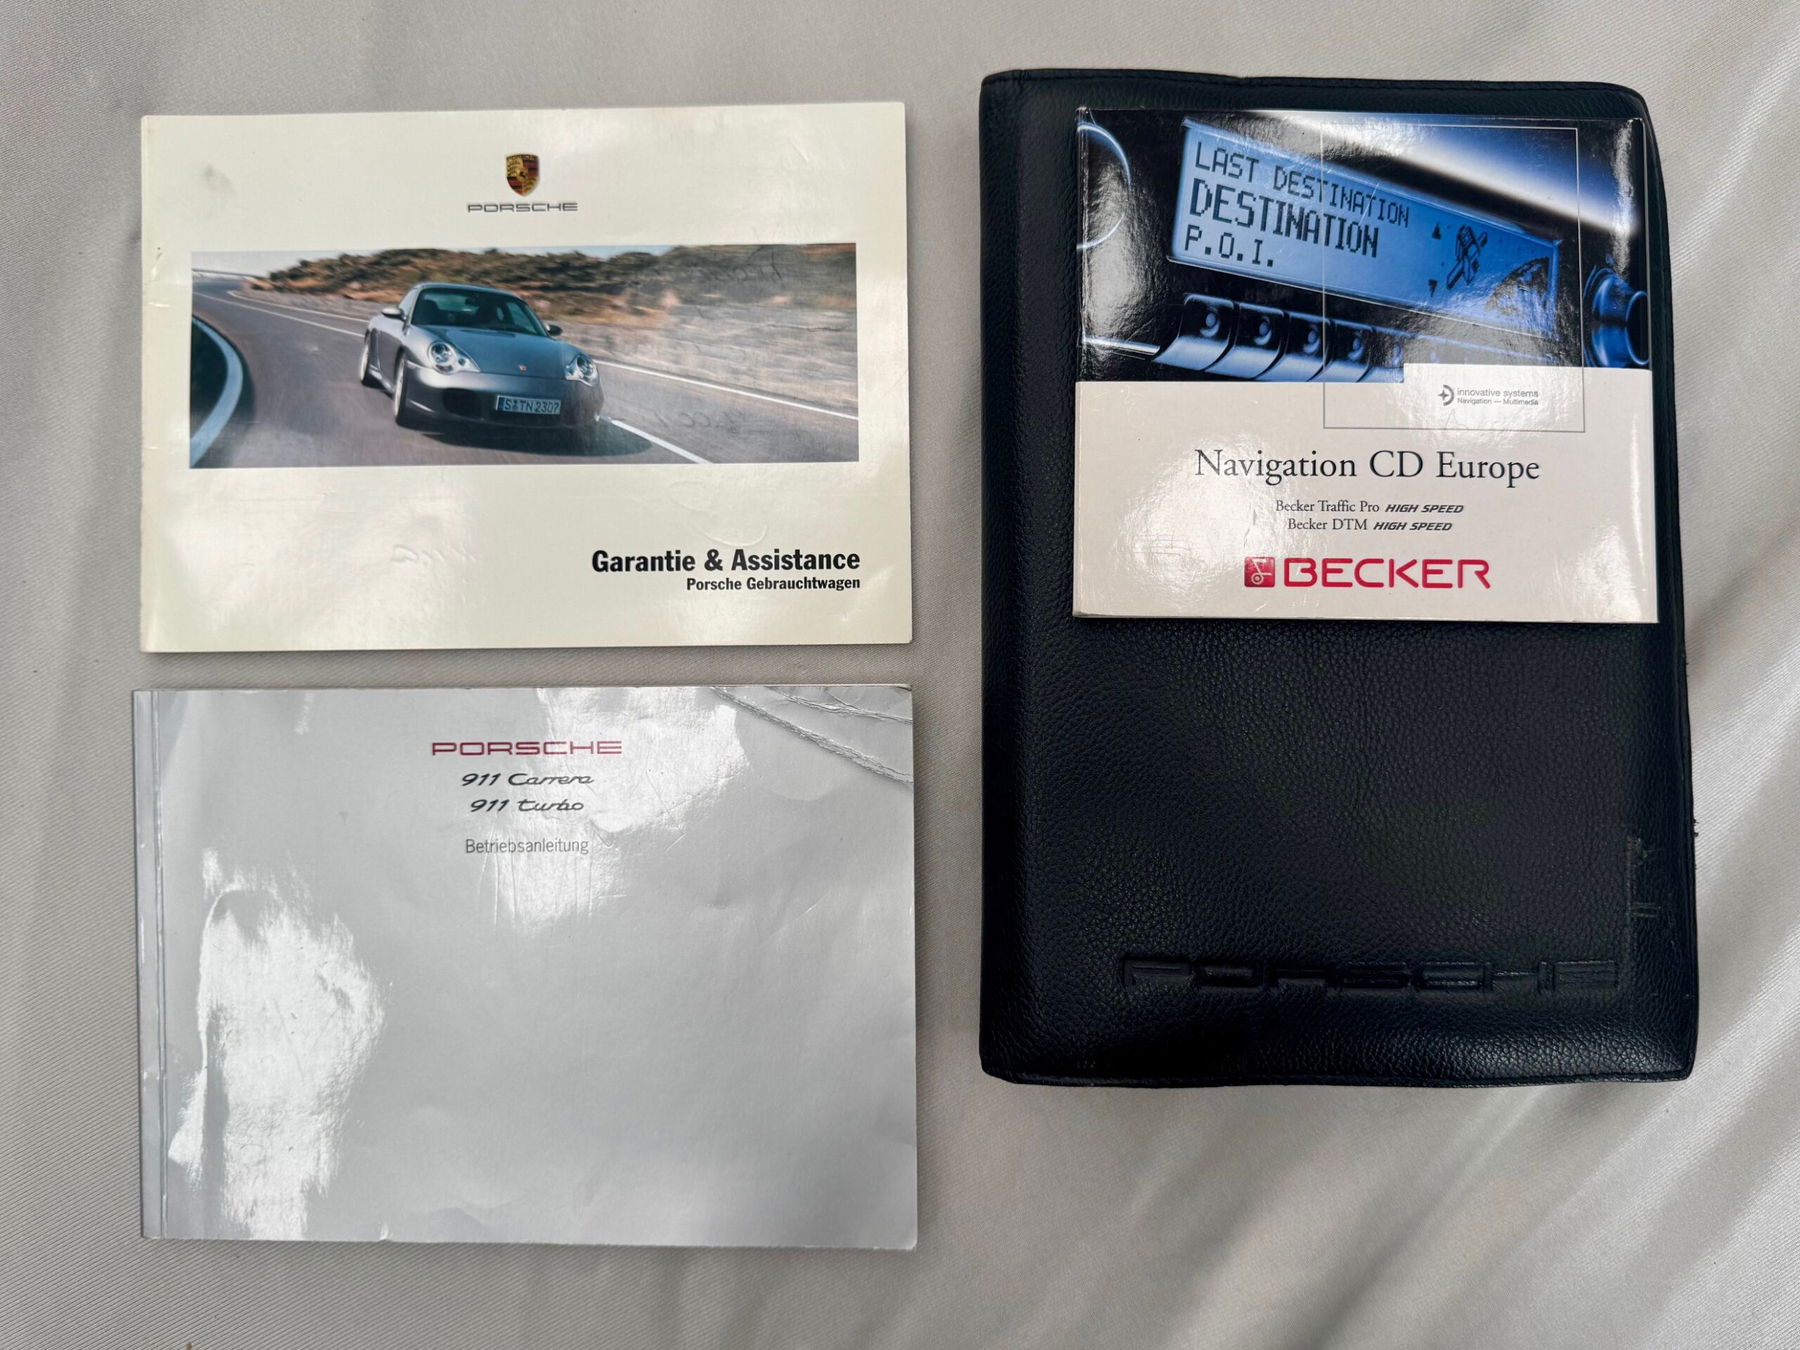 PORSCHE
S TN 2307
Garantie & Assistance
Porsche Gebrauchtwagen
PORSCHE
911 Carrera
911 turbo
Betriebsanleitung
LAST DESTINATION
DESTINATION
P.O.I.
innovative systems
Navigation — Multimedia
Navigation CD Europe
Becker Traffic Pro HIGH SPEED
Becker DTM HIGH SPEED
BECKER
PORSCHE